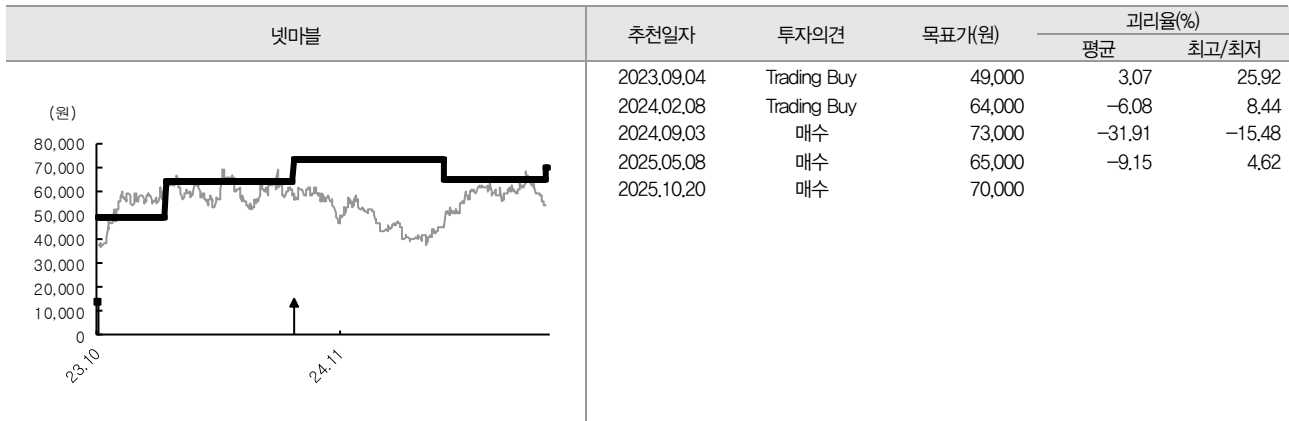 넷마블
(원)
80,000
70,000
60,000
50,000
40,000
30,000
20,000
10,000
0
23.10
24.11
추천일자 투자의견 목표가(원) 괴리율(%)
평균 최고/최저
2023.09.04 Trading Buy 49,000 3.07 25.92
2024.02.08 Trading Buy 64,000 -6.08 8.44
2024.09.03 매수 73,000 -31.91 -15.48
2025.05.08 매수 65,000 -9.15 4.62
2025.10.20 매수 70,000